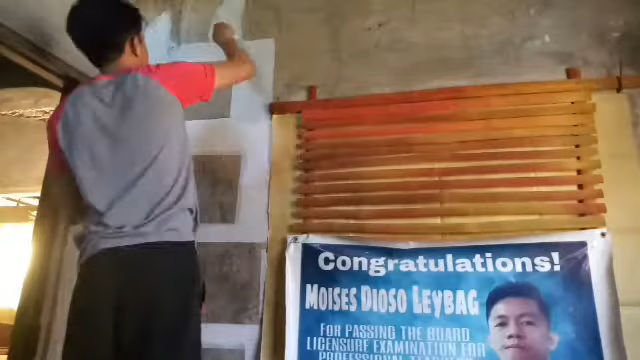 Congratulations!
MOISES DIOSO LEYBAG
FOR PASSING THE BOARD
LICENSURE EXAMINATION FOR